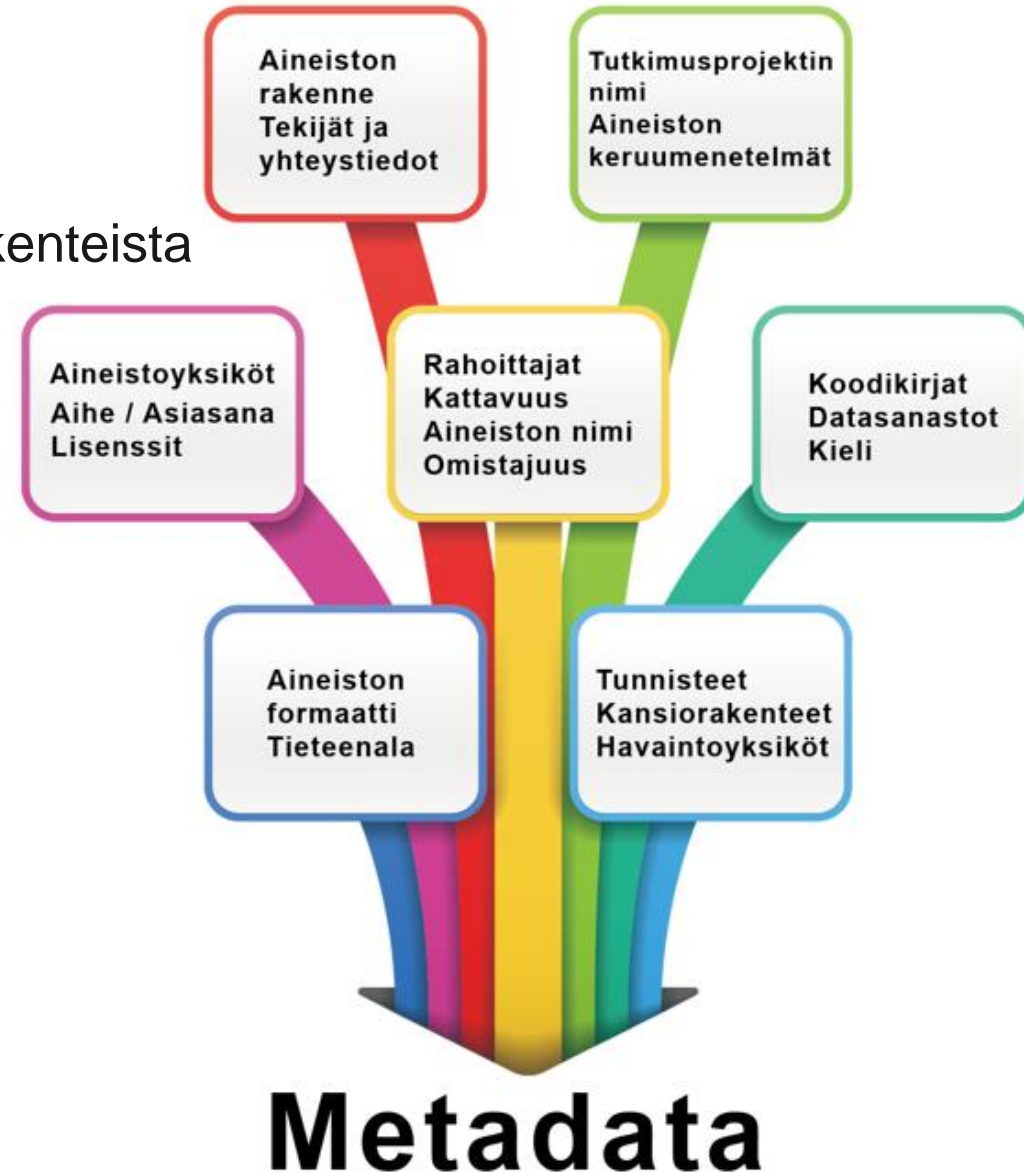 Aineiston
rakenne
Tekijät ja
yhteystiedot
Tutkimusprojektin
nimi
Aineiston
keruumenetelmät
kenteista
Aineistoyksiköt
Aihe / Asiasana
Lisenssit
Rahoittajat
Kattavuus
Aineiston nimi
Omistajuus
Koodikirjat
Datasanastot
Kieli
Aineiston
formaatti
Tieteenala
Tunnisteet
Kansiorakenteet
Havaintoyksiköt
Metadata